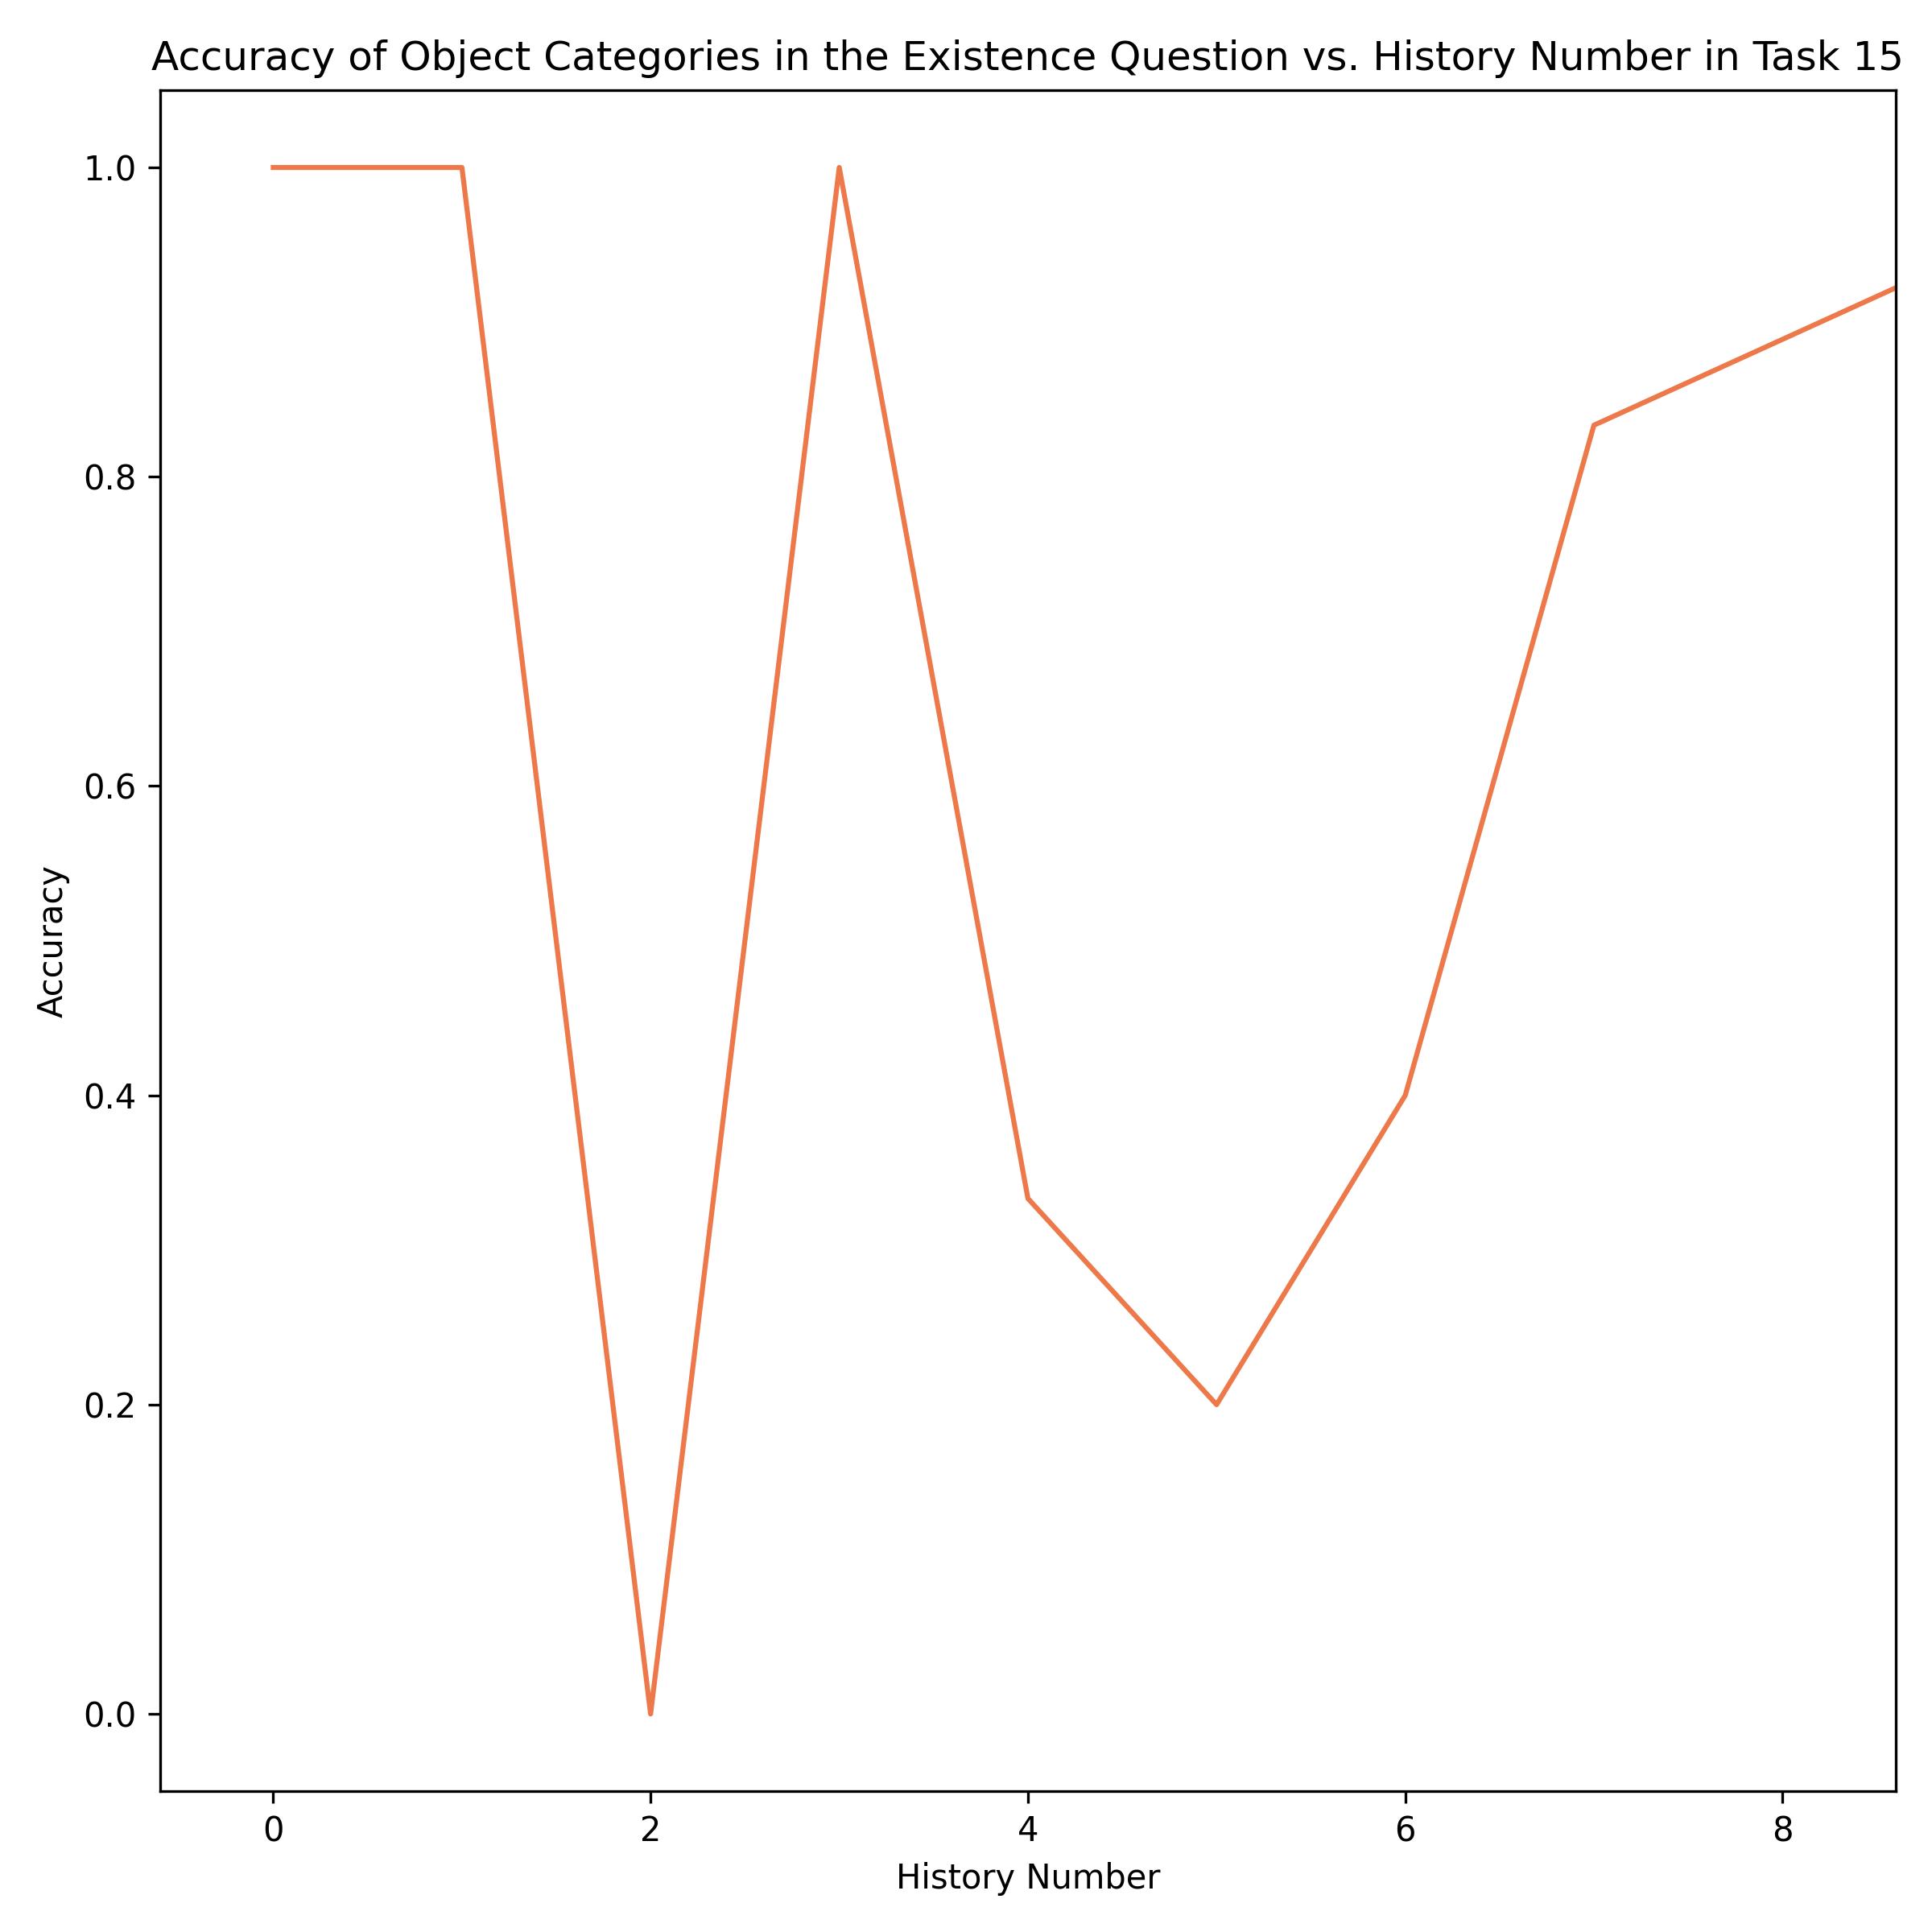 Accuracy of Object Categories in the Existence Question vs. History Number in Task 15
1.0
0.8
0.6
0.4
0.2
0.0
Accuracy
0 2 4 6 8
History Number